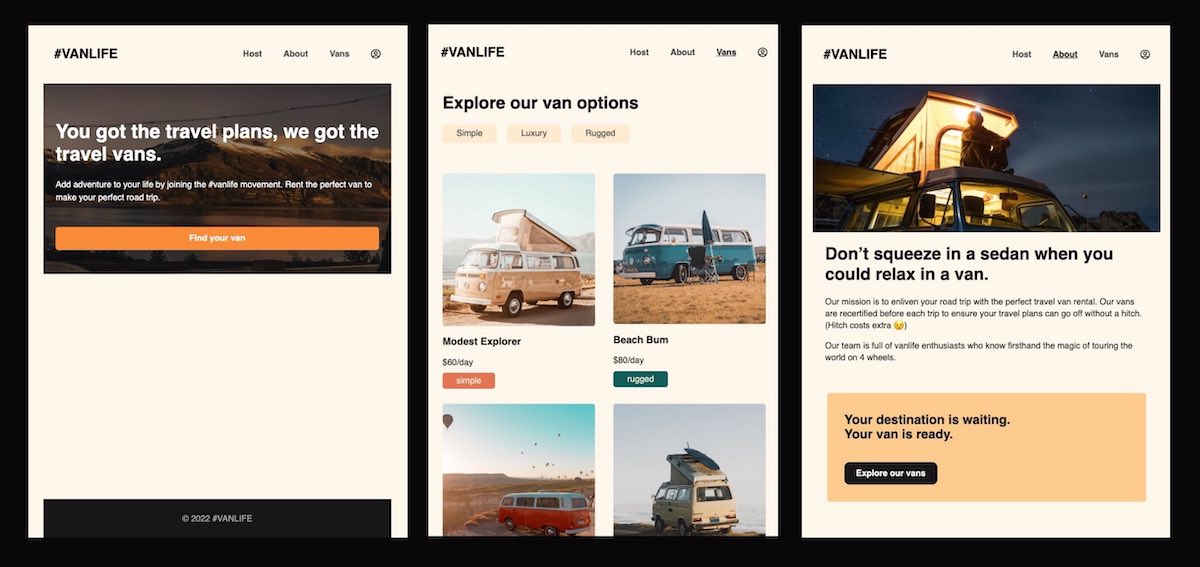 #VANLIFE
Host About Vans
You got the travel plans, we got the
travel vans.
Add adventure to your life by joining the #vanlife movement. Rent the perfect van to
make your perfect road trip.
Find your van
© 2022 #VANLIFE
#VANLIFE
Host About Vans
Explore our van options
Simple Luxury Rugged
Modest Explorer
$60/day
simple
Beach Bum
$80/day
rugged
#VANLIFE
Host About Vans
Don’t squeeze in a sedan when you
could relax in a van.
Our mission is to enliven your road trip with the perfect travel van rental. Our vans
are recertified before each trip to ensure your travel plans can go off without a hitch.
(Hitch costs extra 😉)
Our team is full of vanlife enthusiasts who know firsthand the magic of touring the
world on 4 wheels.
Your destination is waiting.
Your van is ready.
Explore our vans